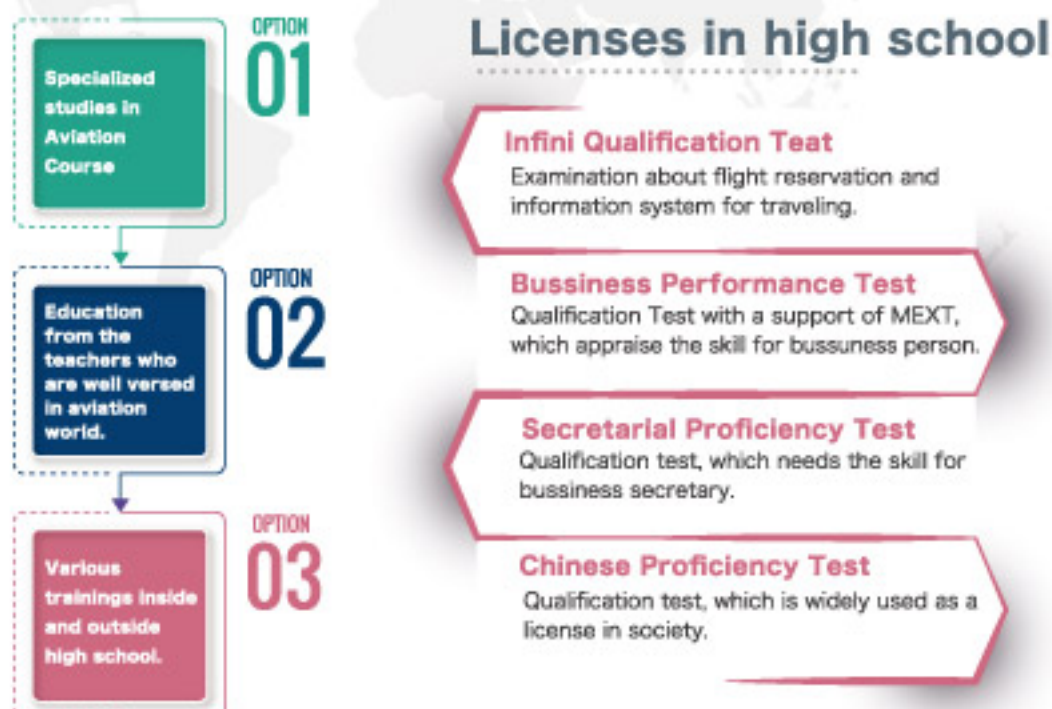 OPTION
01
Specialized
studies in
Aviation
Course
OPTION
02
Education
from the
teachers who
are well versed
in aviation
world.
OPTION
03
Various
trainings inside
and outside
high school.
Licenses in high school
Infini Qualification Teat
Examination about flight reservation and
information system for traveling.
Bussiness Performance Test
Qualification Test with a support of MEXT,
which appraise the skill for bussuness person.
Secretarial Proficiency Test
Qualification test, which needs the skill for
bussiness secretary.
Chinese Proficiency Test
Qualification test, which is widely used as a
license in society.